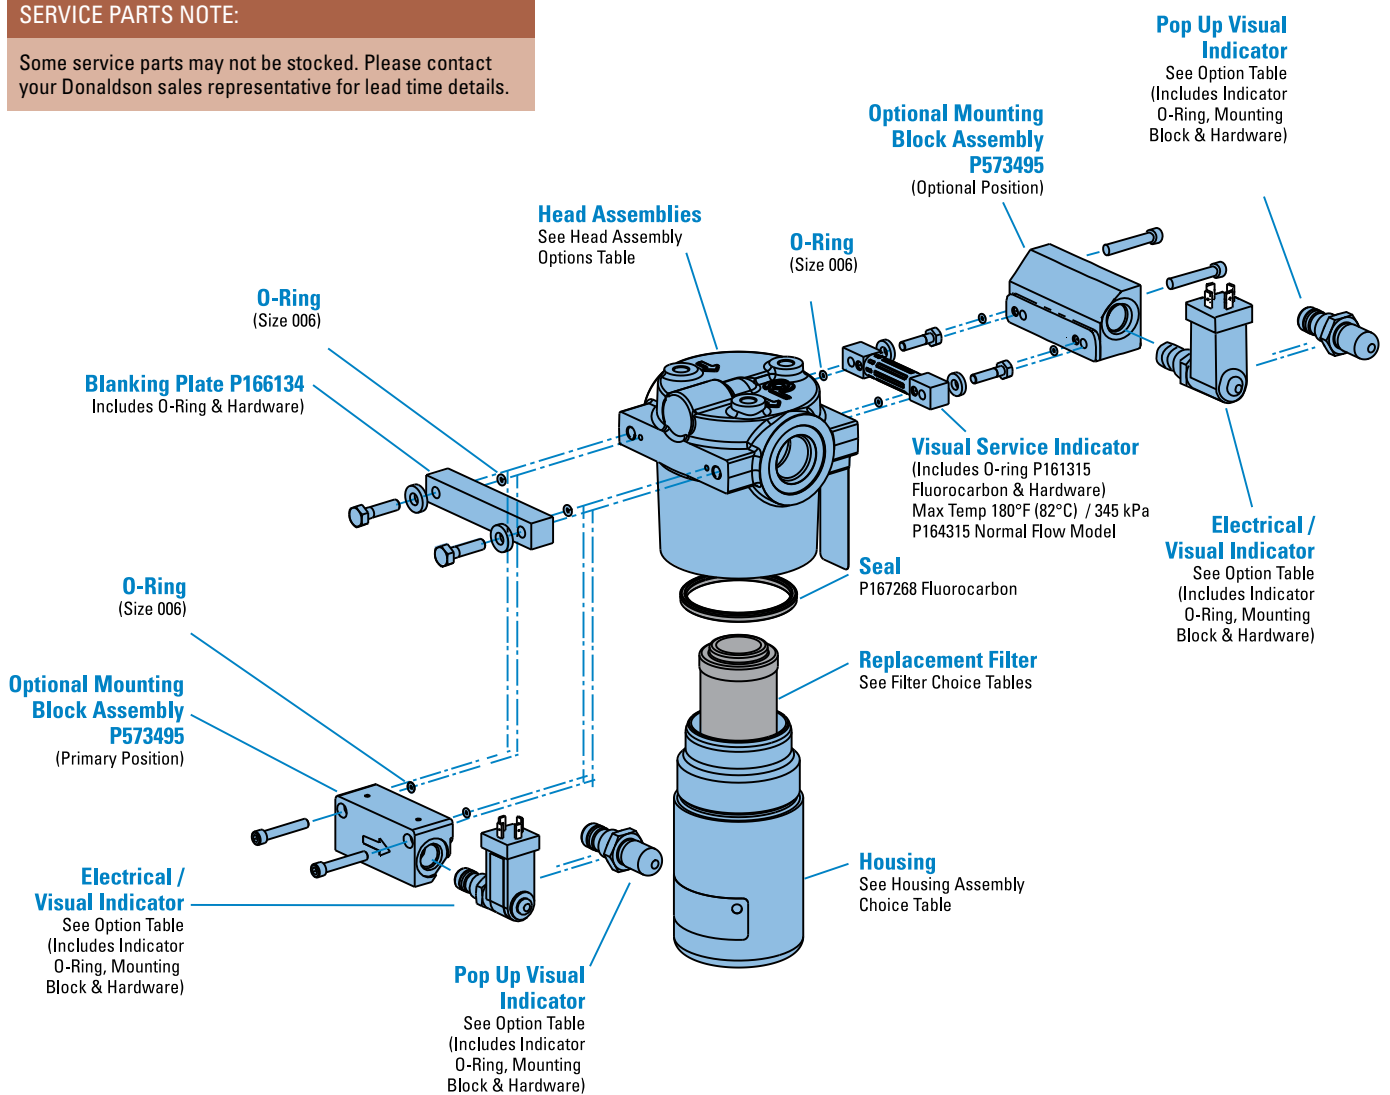 SERVICE PARTS NOTE:
Some service parts may not be stocked. Please contact
your Donaldson sales representative for lead time details.
Pop Up Visual
Indicator
See Option Table
(Includes Indicator
O-Ring, Mounting
Block & Hardware)
Optional Mounting
Block Assembly
P573495
(Optional Position)
Head Assemblies
See Head Assembly
Options Table
O-Ring
(Size 006)
O-Ring
(Size 006)
Blanking Plate P166134
Includes O-Ring & Hardware)
Visual Service Indicator
(Includes O-ring P161315
Fluorocarbon & Hardware)
Max Temp 180°F (82°C) / 345 kPa
P164315 Normal Flow Model
Electrical /
Visual Indicator
See Option Table
(Includes Indicator
O-Ring, Mounting
Block & Hardware)
Seal
P167268 Fluorocarbon
O-Ring
(Size 006)
Replacement Filter
See Filter Choice Tables
Optional Mounting
Block Assembly
P573495
(Primary Position)
Housing
See Housing Assembly
Choice Table
Electrical /
Visual Indicator
See Option Table
(Includes Indicator
O-Ring, Mounting
Block & Hardware)
Pop Up Visual
Indicator
See Option Table
(Includes Indicator
O-Ring, Mounting
Block & Hardware)